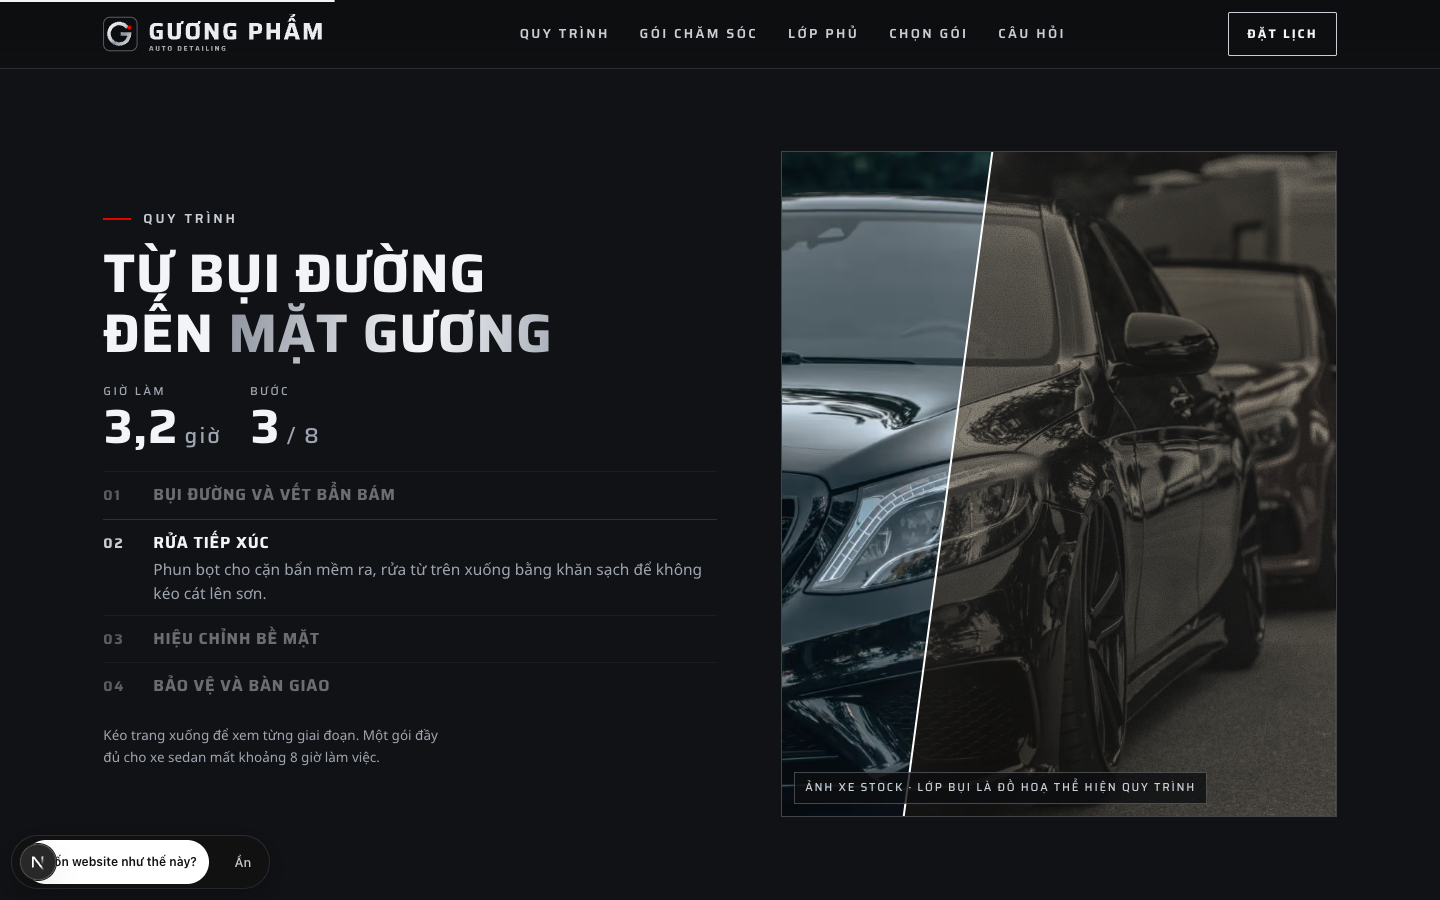 GƯƠNG PHẨM
AUTO DETAILING
QUY TRÌNH
GÓI CHĂM SÓC
LỚP PHỦ
CHỌN GÓI
CÂU HỎI
ĐẶT LỊCH
QUY TRÌNH
TỪ BỤI ĐƯỜNG
ĐẾN MẶT GƯƠNG
GIỜ LÀM
3,2 giờ
BƯỚC
3 / 8
01 BỤI ĐƯỜNG VÀ VẾT BẨN BÁM
02 RỬA TIẾP XÚC
Phun bọt cho cặn bẩn mềm ra, rửa từ trên xuống bằng khăn sạch để không
kéo cát lên sơn.
03 HIỆU CHỈNH BỀ MẶT
04 BẢO VỆ VÀ BÀN GIAO
Kéo trang xuống để xem từng giai đoạn. Một gói đầy
đủ cho xe sedan mất khoảng 8 giờ làm việc.
ẢNH XE STOCK · LỚP BỤI LÀ ĐỒ HOẠ THỂ HIỆN QUY TRÌNH
website như thế này?
Ẩn